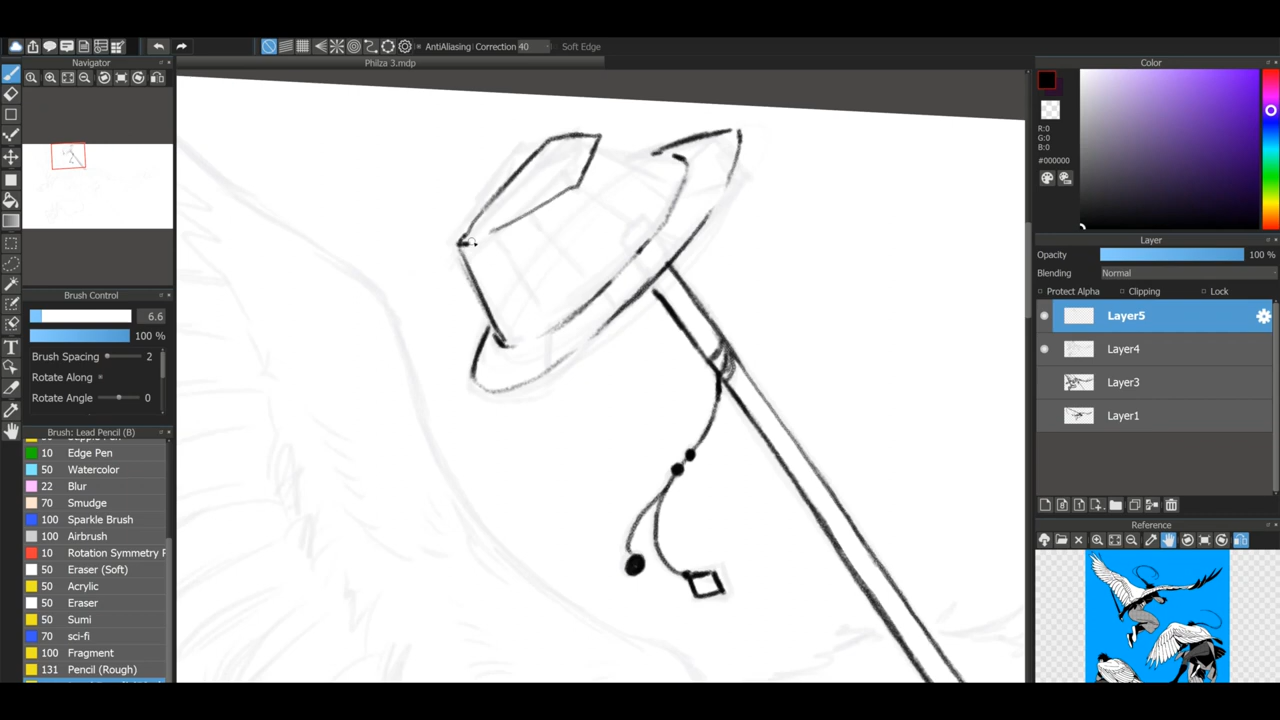 AntiAliasing Correction 40 Soft Edge
Navigator
Philza 3.mdp
Color
R:0
G:0
B:0
#000000
Layer
Opacity 100 %
Blending Normal
Protect Alpha Clipping Lock
Layer5
Layer4
Layer3
Layer1
Reference
Brush Control
6.6
100 %
Brush Spacing 2
Rotate Along
Rotate Angle 0
Brush: Lead Pencil (B)
10 Edge Pen
50 Watercolor
22 Blur
70 Smudge
100 Sparkle Brush
100 Airbrush
10 Rotation Symmetry
50 Eraser (Soft)
50 Acrylic
50 Eraser
50 Sumi
70 sci-fi
100 Fragment
131 Pencil (Rough)